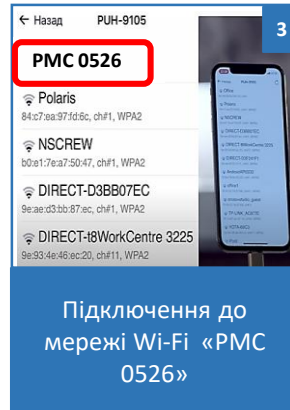 ← Назад PUH-9105
3
PMC 0526
Polaris
84:c7:ea:97:fd:6c, ch#1, WPA2
NSCREW
b0:e1:7e:a7:50:47, ch#1, WPA2
DIRECT-D3BB07EC
9e:ae:d3:bb:87:ec, ch#1, WPA2
DIRECT-t8WorkCentre 3225
9e:93:4e:46:ec:20, ch#11, WPA2
Підключення до
мережі Wi-Fi «PMC
0526»